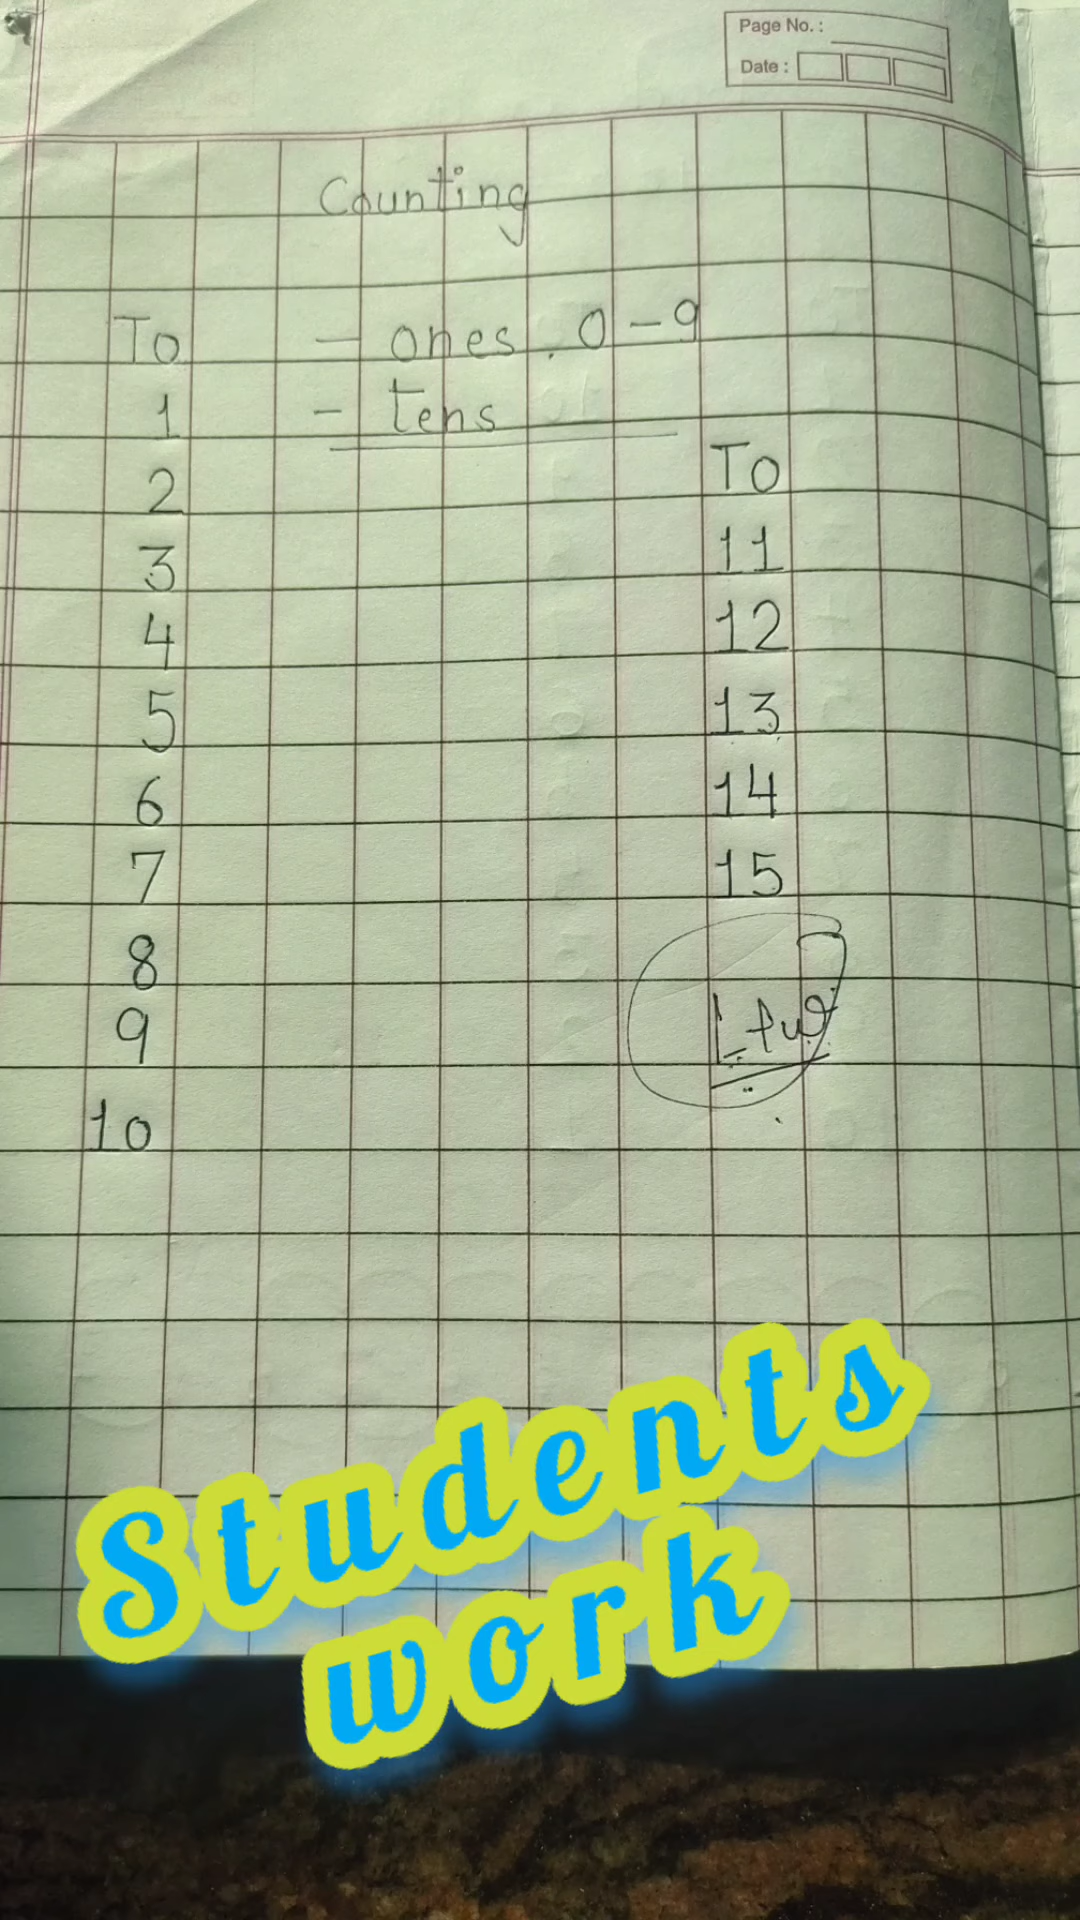 Page No. :
Date :
Counting
TO
- ones. 0-9
1
- tens
2
3
4
5
6
7
8
9
10
TO
11
12
13
14
15
Students
work